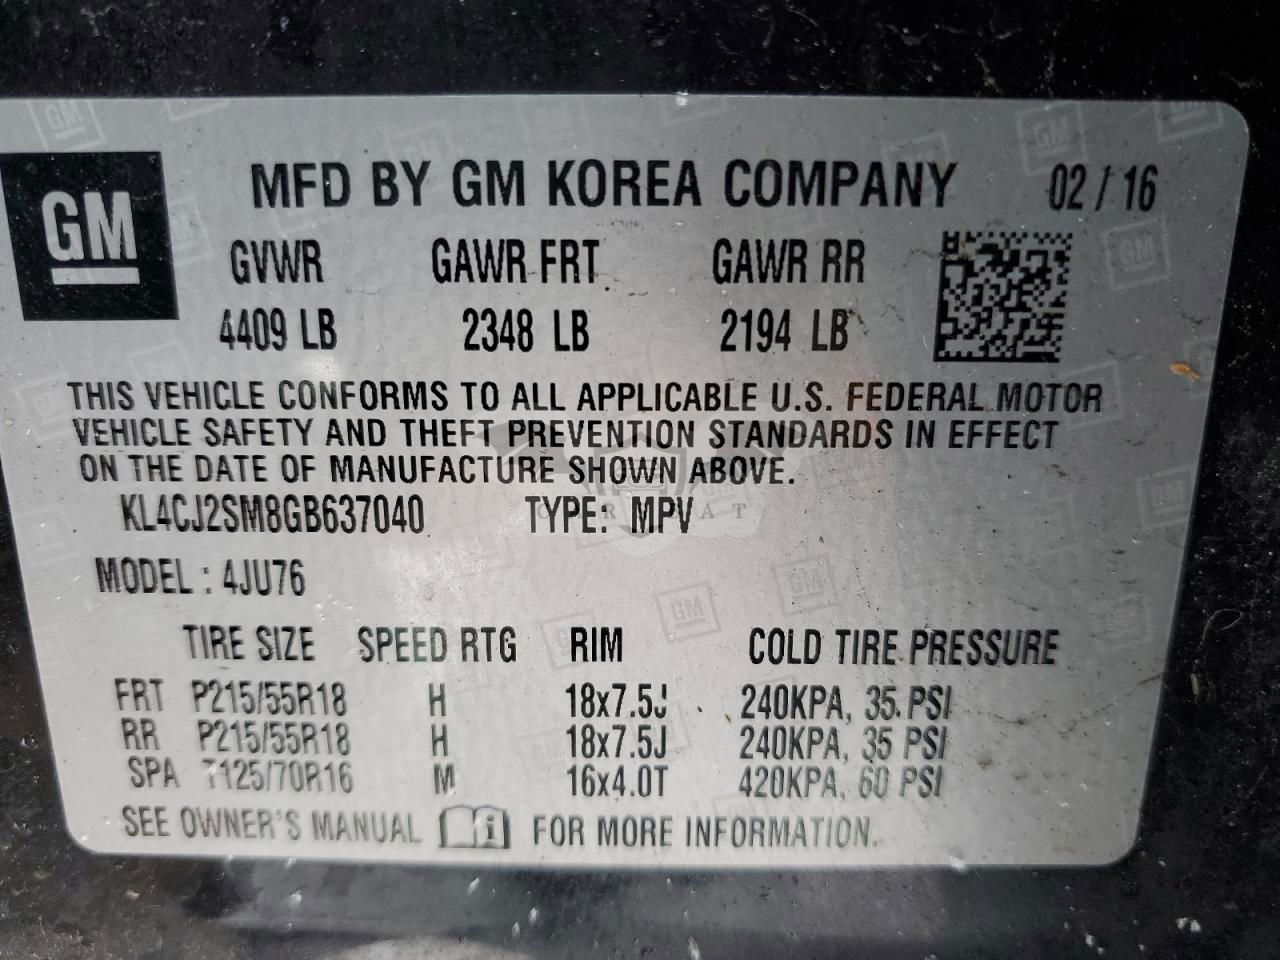 GM
MFD BY GM KOREA COMPANY 02 / 16
GVWR GAWR FRT GAWR RR
4409 LB 2348 LB 2194 LB
THIS VEHICLE CONFORMS TO ALL APPLICABLE U.S. FEDERAL MOTOR
VEHICLE SAFETY AND THEFT PREVENTION STANDARDS IN EFFECT
ON THE DATE OF MANUFACTURE SHOWN ABOVE.
KL4CJ2SM8GB637040 TYPE: MPV
MODEL : 4JU76
TIRE SIZE SPEED RTG RIM COLD TIRE PRESSURE
FRT P215/55R18 H 18x7.5J 240KPA, 35 PSI
RR P215/55R18 H 18x7.5J 240KPA, 35 PSI
SPA T125/70R16 M 16x4.0T 420KPA, 60 PSI
SEE OWNER'S MANUAL i FOR MORE INFORMATION.